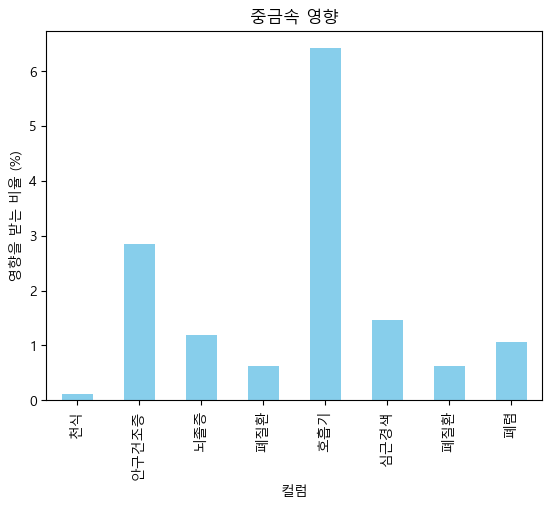 중금속 영향
영향을 받는 비율 (%)
6
5
4
3
2
1
0
천식
안구건조증
뇌졸증
폐질환
호흡기
심근경색
폐질환
폐렴
컬럼